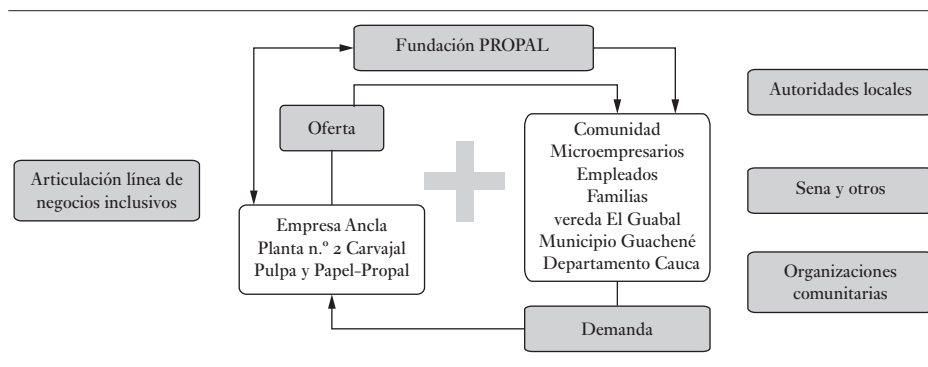 Fundación PROPAL
Oferta
Articulación línea de
negocios inclusivos
Empresa Ancla
Planta n.º 2 Carvajal
Pulpa y Papel-Propal
Comunidad
Microempresarios
Empleados
Familias
vereda El Guabal
Municipio Guachené
Departamento Cauca
Demanda
Autoridades locales
Sena y otros
Organizaciones
comunitarias